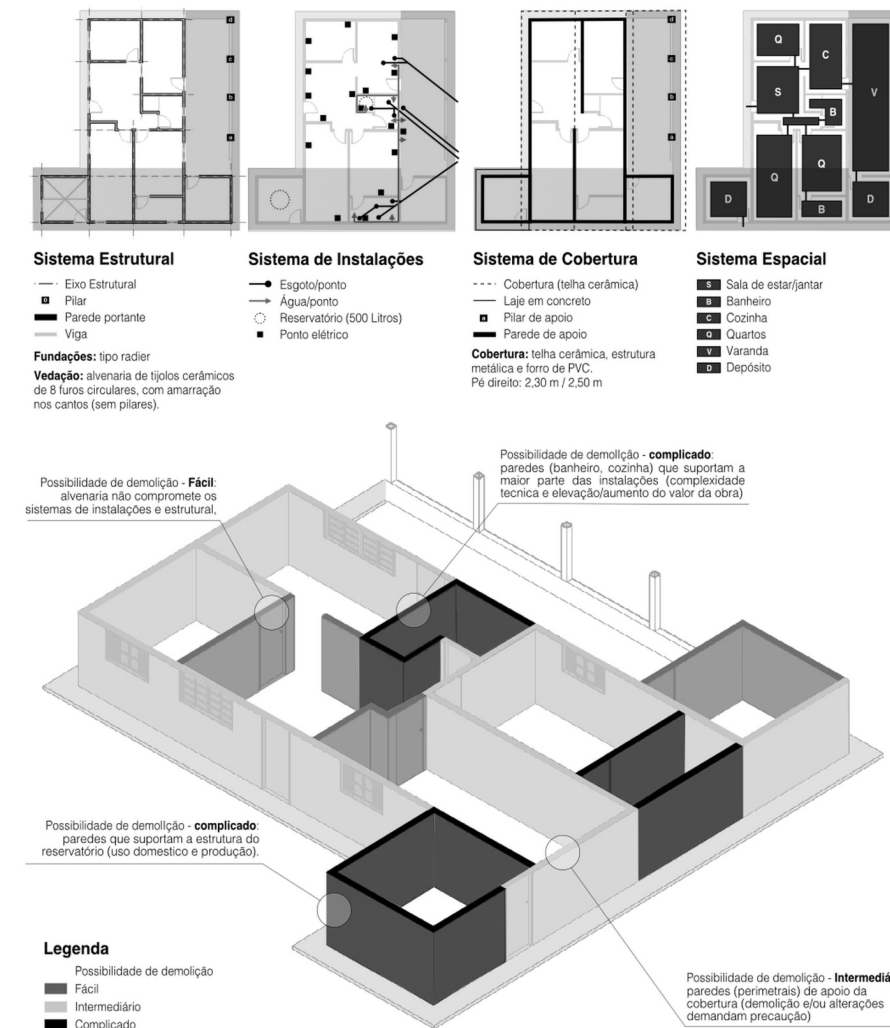 d
c
b
a
d
c
b
a
Q
C
S
V
B
Q
Q
D
B
D
Sistema Estrutural
Eixo Estrutural
Pilar
Parede portante
Viga
Fundações: tipo radier
Vedação: alvenaria de tijolos cerâmicos
de 8 furos circulares, com amarração
nos cantos (sem pilares).
Sistema de Instalações
Esgoto/ponto
Água/ponto
Reservatório (500 Litros)
Ponto elétrico
Sistema de Cobertura
Cobertura (telha cerâmica)
Laje em concreto
Pilar de apoio
Parede de apoio
Cobertura: telha cerâmica, estrutura
metálica e forro de PVC.
Pé direito: 2,30 m / 2,50 m
Sistema Espacial
S Sala de estar/jantar
B Banheiro
C Cozinha
Q Quartos
V Varanda
D Depósito
Possibilidade de demolição - Fácil:
alvenaria não compromete os
sistemas de instalações e estrutural,
Possibilidade de demolIção - complicado:
paredes (banheiro, cozinha) que suportam a
maior parte das instalações (complexidade
tecnica e elevação/aumento do valor da obra)
Possibilidade de demolIção - complicado:
paredes que suportam a estrutura do
reservatório (uso domestico e produção).
Legenda
Possibilidade de demolição
Fácil
Intermediário
Complicado
Possibilidade de demolição - Intermediá
paredes (perimetrais) de apoio da
cobertura (demolição e/ou alterações
demandam precaução)